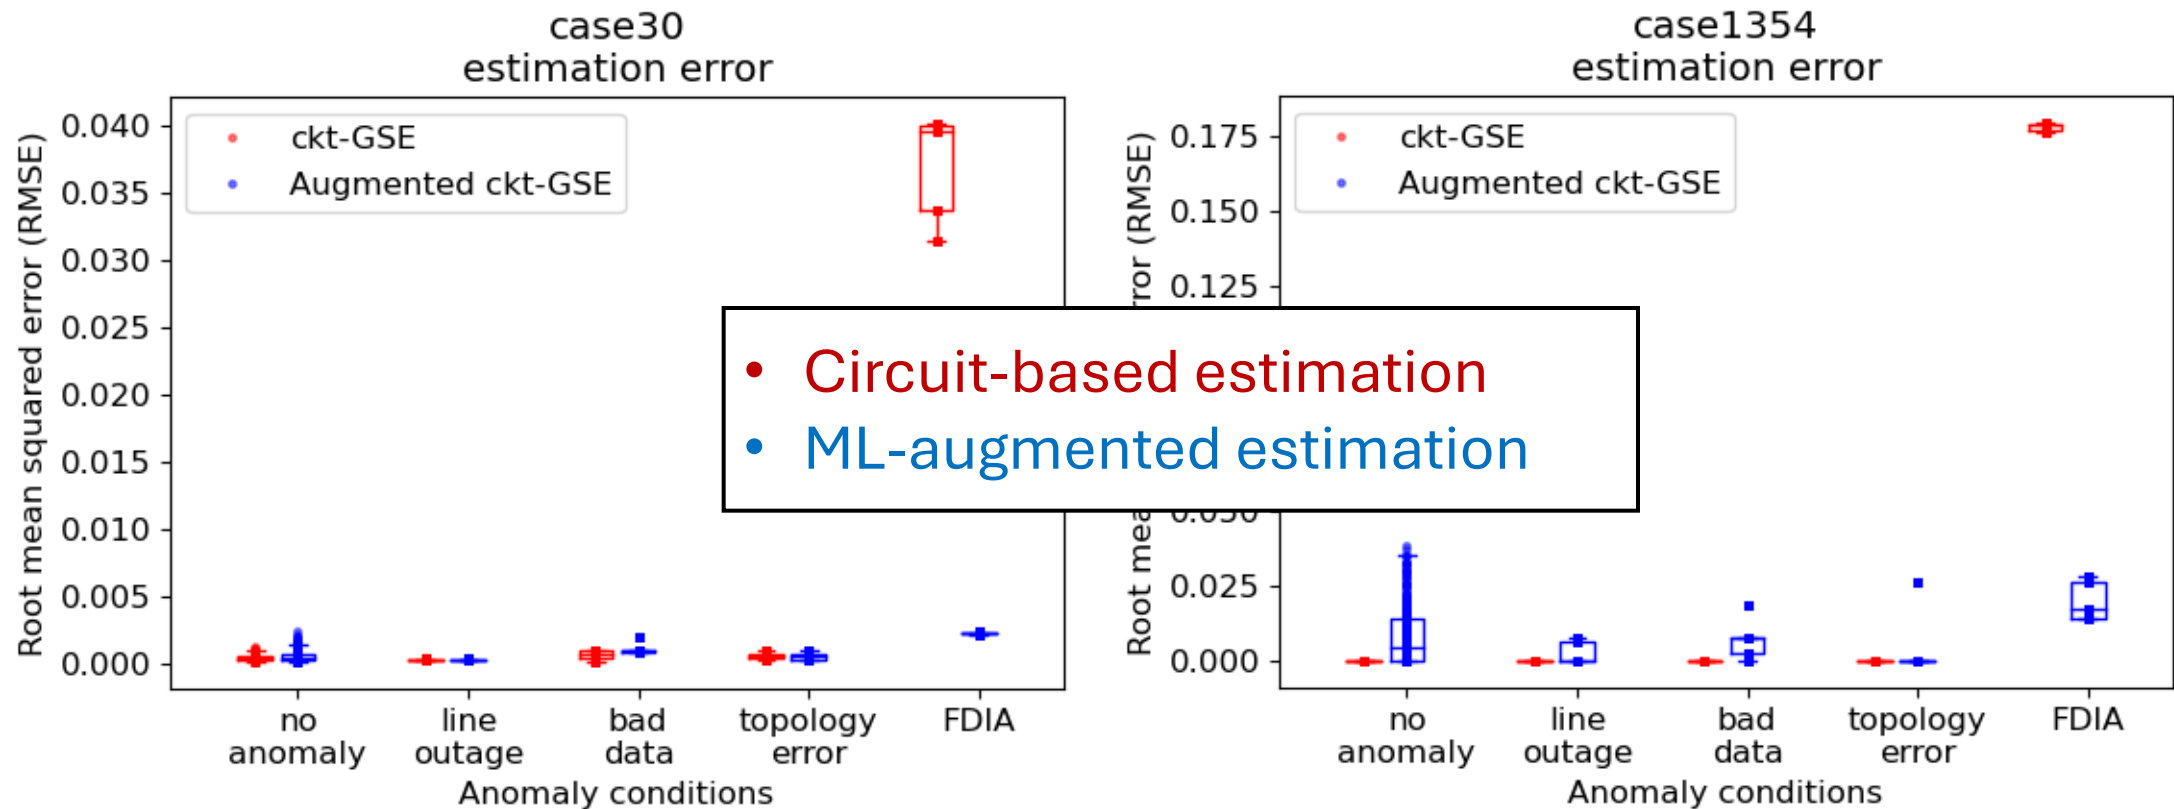 case30
estimation error
Root mean squared error (RMSE)
0.040
0.035
0.030
0.025
0.020
0.015
0.010
0.005
0.000
ckt-GSE
Augmented ckt-GSE
no anomaly
line outage
bad data
topology error
FDIA
Anomaly conditions
• Circuit-based estimation
• ML-augmented estimation
case1354
estimation error
Root
(RMSE)
0.175
0.150
0.125
0.025
0.000
ckt-GSE
Augmented ckt-GSE
no anomaly
line outage
bad data
topology error
FDIA
Anomaly conditions